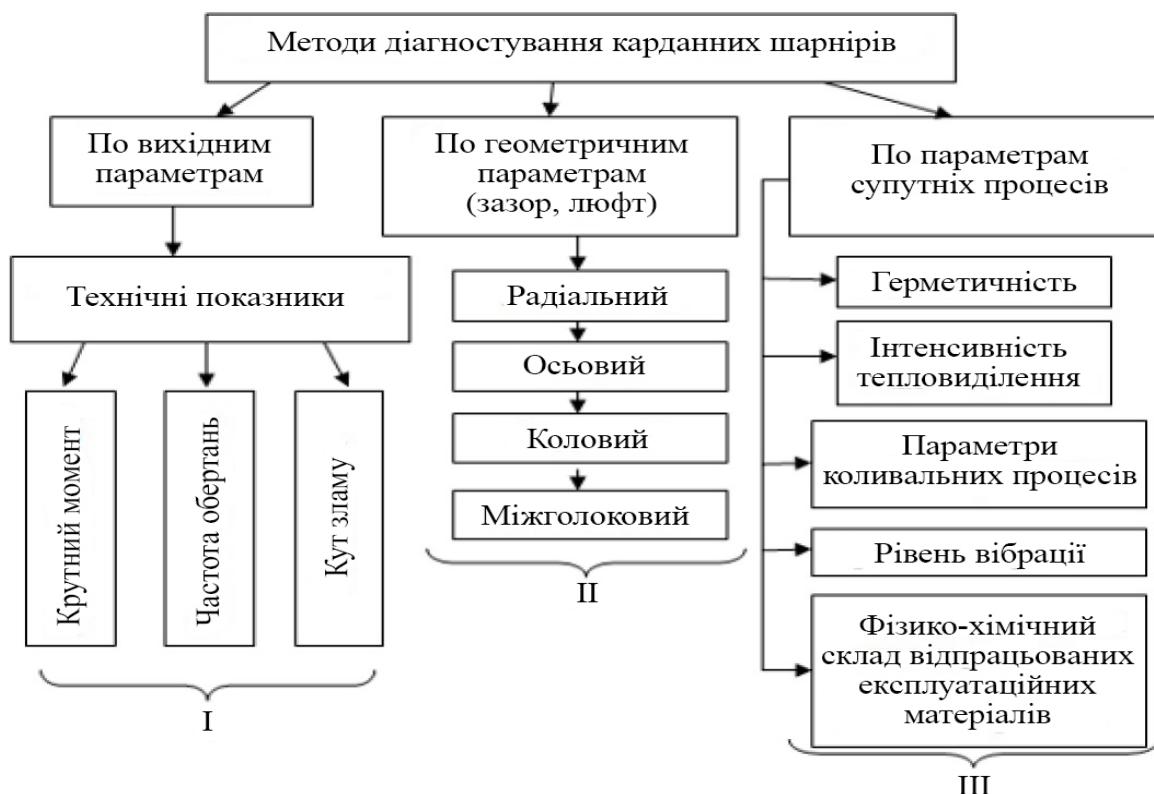 Методи діагностування карданних шарнірів
По вихідним
параметрам
Технічні показники
Крутний момент
Частота обертань
Кут зламу
I
По геометричним
параметрам
(зазор, люфт)
Радіальний
Осьовий
Коловий
Міжголоковий
II
По параметрам
супутніх процесів
Герметичність
Інтенсивність
тепловиділення
Параметри
коливальних процесів
Рівень вібрації
Фізико-хімічний
склад відпрацьованих
експлуатаційних
матеріалів
III